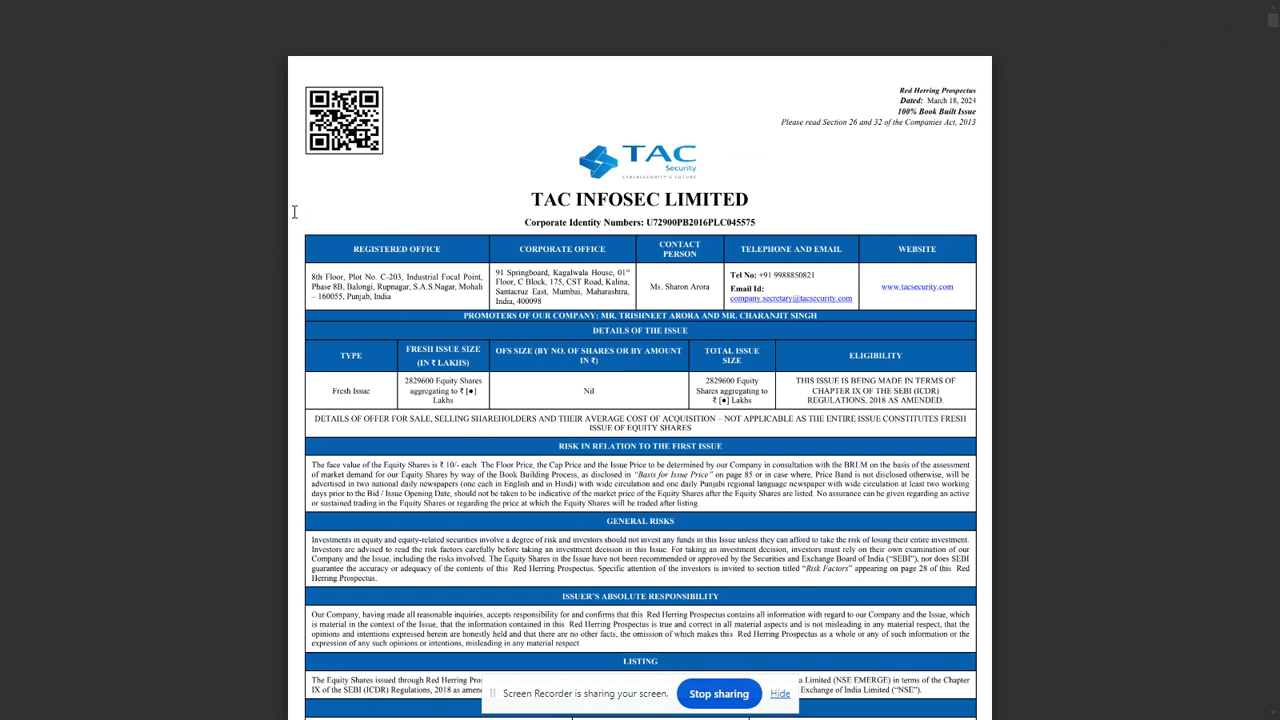 Red Herring Prospectus
Dated: March 18, 2024
100% Book Built Issue
Please read Section 26 and 32 of the Companies Act, 2013
TAC
Security
CYBERSECURITY'S FUTURE
TAC INFOSEC LIMITED
Corporate Identity Numbers: U72900PB2016PLC045575
REGISTERED OFFICE
CORPORATE OFFICE
CONTACT
PERSON
TELEPHONE AND EMAIL
WEBSITE
8th Floor, Plot No. C-203, Industrial Focal Point,
Phase 8B, Balongi, Rupnagar, S.A.S.Nagar, Mohali
– 160055, Punjab, India
91 Springboard, Kagalwala House, 01st
Floor, C Block, 175, CST Road, Kalina,
Santacruz East, Mumbai, Maharashtra,
India, 400098
Ms. Sharon Arora
Tel No: +91 9988850821
Email Id:
company.secretary@tacsecurity.com
www.tacsecurity.com
PROMOTERS OF OUR COMPANY: MR. TRISHNEET ARORA AND MR. CHARANJIT SINGH
DETAILS OF THE ISSUE
TYPE
FRESH ISSUE SIZE
(IN ₹ LAKHS)
OFS SIZE (BY NO. OF SHARES OR BY AMOUNT
IN ₹)
TOTAL ISSUE
SIZE
ELIGIBILITY
Fresh Issue
2829600 Equity Shares
aggregating to ₹ [●]
Lakhs
Nil
2829600 Equity
Shares aggregating to
₹ [●] Lakhs
THIS ISSUE IS BEING MADE IN TERMS OF
CHAPTER IX OF THE SEBI (ICDR)
REGULATIONS, 2018 AS AMENDED.
DETAILS OF OFFER FOR SALE, SELLING SHAREHOLDERS AND THEIR AVERAGE COST OF ACQUISITION – NOT APPLICABLE AS THE ENTIRE ISSUE CONSTITUTES FRESH
ISSUE OF EQUITY SHARES
RISK IN RELATION TO THE FIRST ISSUE
The face value of the Equity Shares is ₹ 10/- each. The Floor Price, the Cap Price and the Issue Price to be determined by our Company in consultation with the BRLM on the basis of the assessment
of market demand for our Equity Shares by way of the Book Building Process, as disclosed in "Basis for Issue Price" on page 85 or in case where, Price Band is not disclosed otherwise, will be
advertised in two national daily newspapers (one each in English and in Hindi) with wide circulation and one daily Punjabi regional language newspaper with wide circulation at least two working
days prior to the Bid / Issue Opening Date, should not be taken to be indicative of the market price of the Equity Shares after the Equity Shares are listed. No assurance can be given regarding an active
or sustained trading in the Equity Shares or regarding the price at which the Equity Shares will be traded after listing.
GENERAL RISKS
Investments in equity and equity-related securities involve a degree of risk and investors should not invest any funds in this Issue unless they can afford to take the risk of losing their entire investment.
Investors are advised to read the risk factors carefully before taking an investment decision in this Issue. For taking an investment decision, investors must rely on their own examination of our
Company and the Issue, including the risks involved. The Equity Shares in the Issue have not been recommended or approved by the Securities and Exchange Board of India ("SEBI"), nor does SEBI
guarantee the accuracy or adequacy of the contents of this Red Herring Prospectus. Specific attention of the investors is invited to section titled "Risk Factors" appearing on page 28 of this Red
Herring Prospectus.
ISSUER'S ABSOLUTE RESPONSIBILITY
Our Company, having made all reasonable inquiries, accepts responsibility for and confirms that this Red Herring Prospectus contains all information with regard to our Company and the Issue, which
is material in the context of the Issue, that the information contained in this Red Herring Prospectus is true and correct in all material aspects and is not misleading in any material respect, that the
opinions and intentions expressed herein are honestly held and that there are no other facts, the omission of which makes this Red Herring Prospectus as a whole or any of such information or the
expression of any such opinions or intentions, misleading in any material respect.
LISTING
The Equity Shares issued through Red Herring Pros Limited (NSE EMERGE) in terms of the Chapter
IX of the SEBI (ICDR) Regulations, 2018 as amen Exchange of India Limited ("NSE").
Screen Recorder is sharing your screen.
Stop sharing
Hide